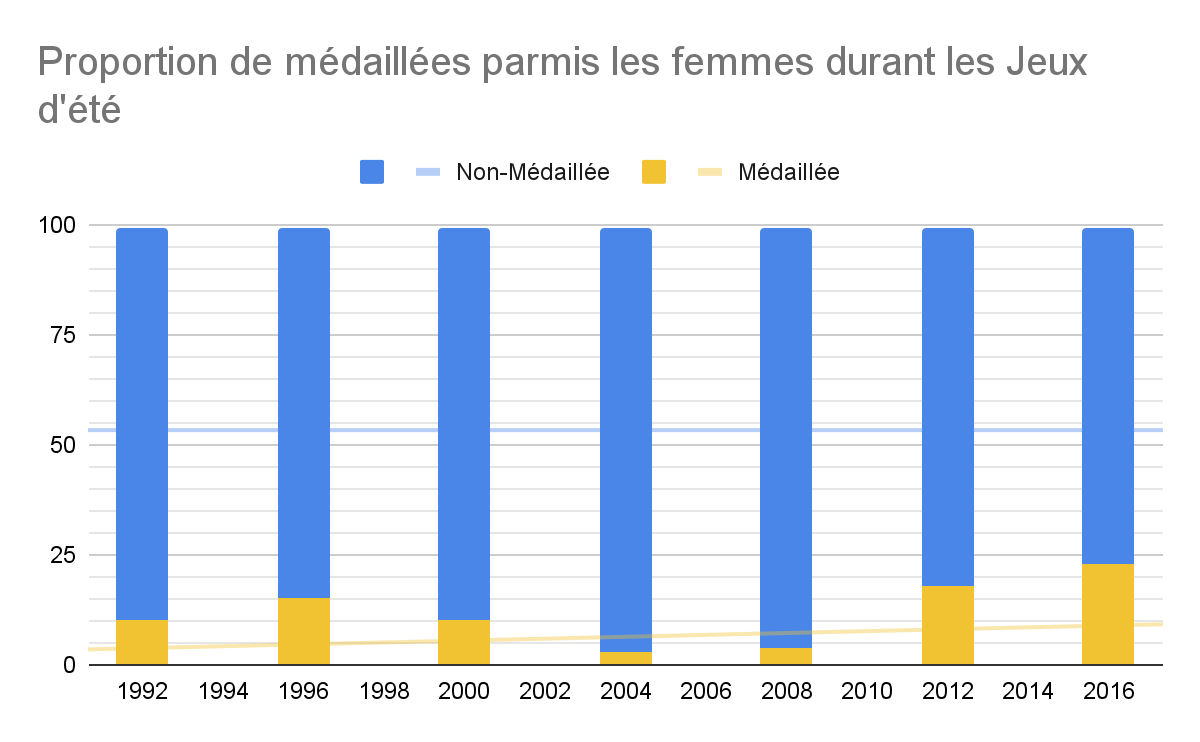 Proportion de médaillées parmis les femmes durant les Jeux
d'été
Non-Médaillée Médaillée
100
75
50
25
0
1992 1994 1996 1998 2000 2002 2004 2006 2008 2010 2012 2014 2016